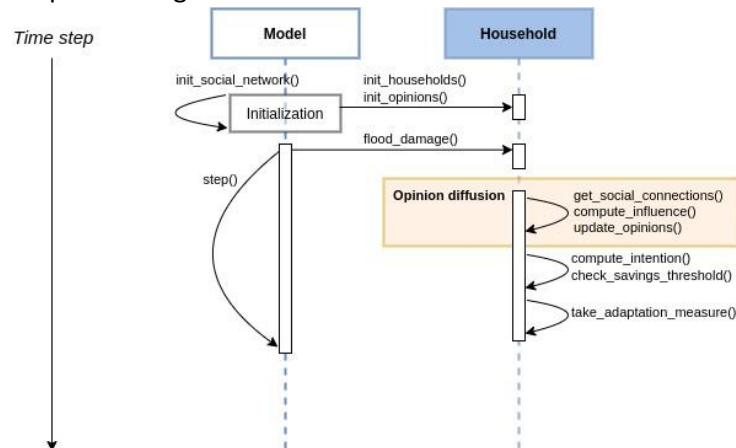 Time step
Model
Household
init_social_network()
init_households()
init_opinions()
Initialization
flood_damage()
step()
Opinion diffusion
get_social_connections()
compute_influence()
update_opinions()
compute_intention()
check_savings_threshold()
take_adaptation_measure()